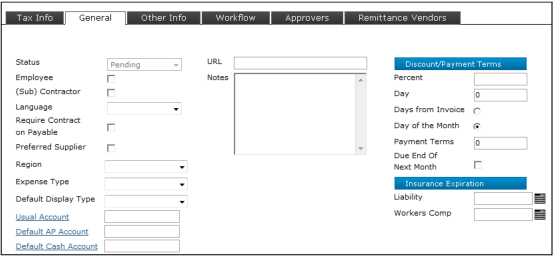 Tax Info General Other Info Workflow Approvers Remittance Vendors
Status Pending
Employee
(Sub) Contractor
Language
Require Contract
on Payable
Preferred Supplier
Region
Expense Type
Default Display Type
Usual Account
Default AP Account
Default Cash Account
URL
Notes
Discount/Payment Terms
Percent
Day 0
Days from Invoice
Day of the Month
Payment Terms 0
Due End Of
Next Month
Insurance Expiration
Liability
Workers Comp